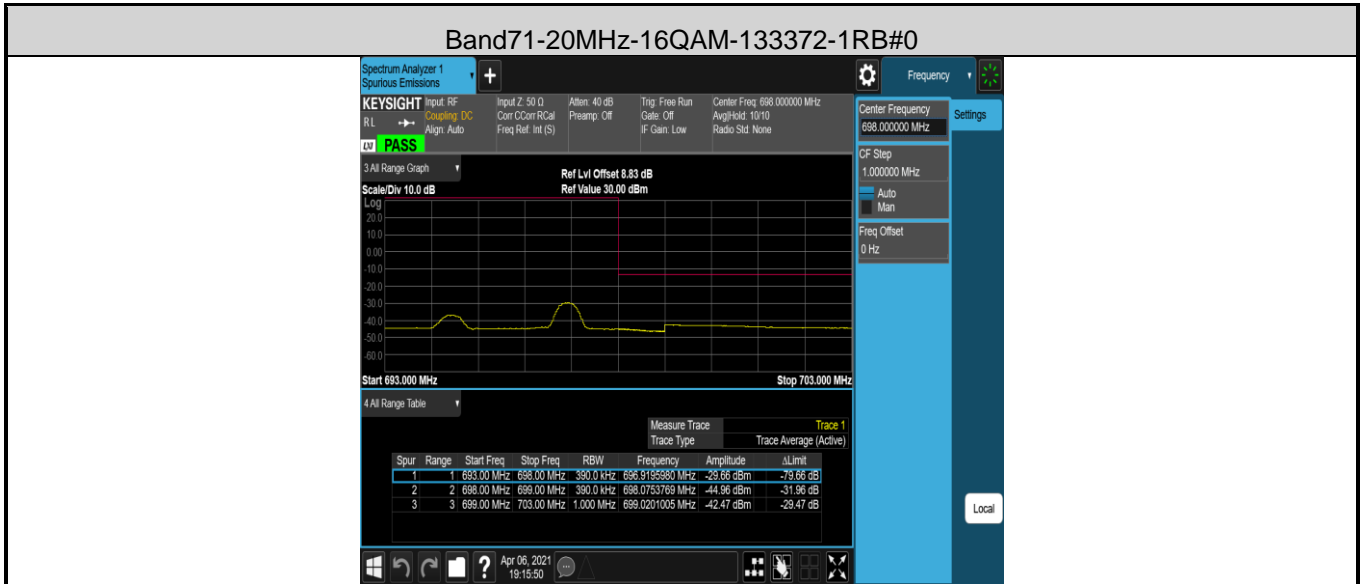 Band71-20MHz-16QAM-133372-1RB#0
Spectrum Analyzer 1
Spurious Emissions
+
Frequency
KEYSIGHT Input: RF Input Z: 50 Ω Atten: 40 dB Trig: Free Run Center Freq: 698.000000 MHz
RL Coupling: DC Corr CCorr RCal Preamp: Off Gate: Off Avg|Hold: 10/10
Align: Auto Freq Ref: Int (S) IF Gain: Low Radio Std: None
LXI PASS
Center Frequency
698.000000 MHz
Settings
CF Step
1.000000 MHz
Auto
Man
Freq Offset
0 Hz
3 All Range Graph
Ref Lvl Offset 8.83 dB
Scale/Div 10.0 dB Ref Value 30.00 dBm
Log
20.0
10.0
0.00
-10.0
-20.0
-30.0
-40.0
-50.0
-60.0
Start 693.000 MHz Stop 703.000 MHz
4 All Range Table
Measure Trace Trace 1
Trace Type Trace Average (Active)
Spur Range Start Freq Stop Freq RBW Frequency Amplitude ΔLimit
1 1 693.00 MHz 698.00 MHz 390.0 kHz 696.9195980 MHz -29.66 dBm -79.66 dB
2 2 698.00 MHz 699.00 MHz 390.0 kHz 698.0753769 MHz -44.96 dBm -31.96 dB
3 3 699.00 MHz 703.00 MHz 1.000 MHz 699.0201005 MHz -42.47 dBm -29.47 dB
Local
?
Apr 06, 2021
19:15:50